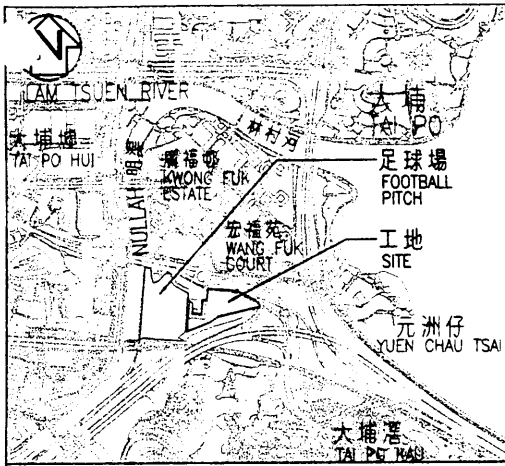 LAM TSUEN RIVER
林村河
大埔
TAI PO
大埔墟
TAI PO HUI
NULLAH 明渠
廣福邨
KWONG FUK
ESTATE
足球場
FOOTBALL
PITCH
宏福苑
WANG FUK
COURT
工地
SITE
元洲仔
YUEN CHAU TSAI
大埔滘
TAI PO KAU